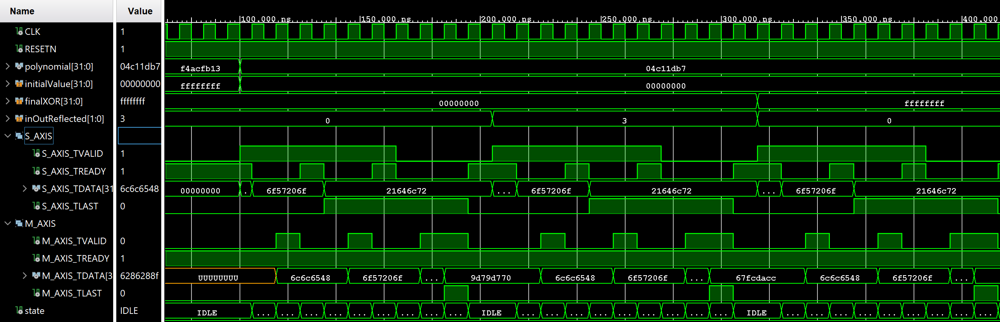 Name Value
100.000 ns 150.000 ns 200.000 ns 250.000 ns 300.000 ns 350.000 ns 400.000
CLK 1
RESETN 1
polynomial[31:0] 04c11db7 f4acfb13 04c11db7
initialValue[31:0] 00000000 ffffffff 00000000
finalXOR[31:0] ffffffff 00000000 ffffffff
inOutReflected[1:0] 3 0 3 0
S_AXIS
S_AXIS_TVALID 1
S_AXIS_TREADY 1
S_AXIS_TDATA[31 6c6c6548 00000000 . 6f57206f 21646c72 ... 6f57206f 21646c72 ... 6f57206f 21646c72
S_AXIS_TLAST 0
M_AXIS
M_AXIS_TVALID 0
M_AXIS_TREADY 1
M_AXIS_TDATA[3 6286288f UUUUUUUU 6c6c6548 6f57206f ... 9d79d770 6c6c6548 6f57206f ... 67fcdacc 6c6c6548 6f57206f ...
M_AXIS_TLAST 0
state IDLE IDLE ... ... ... ... ... ... ... ... ... IDLE ... ... ... ... ... ... ... ... ... IDLE ... ... ... ... ... ... ... ... ...